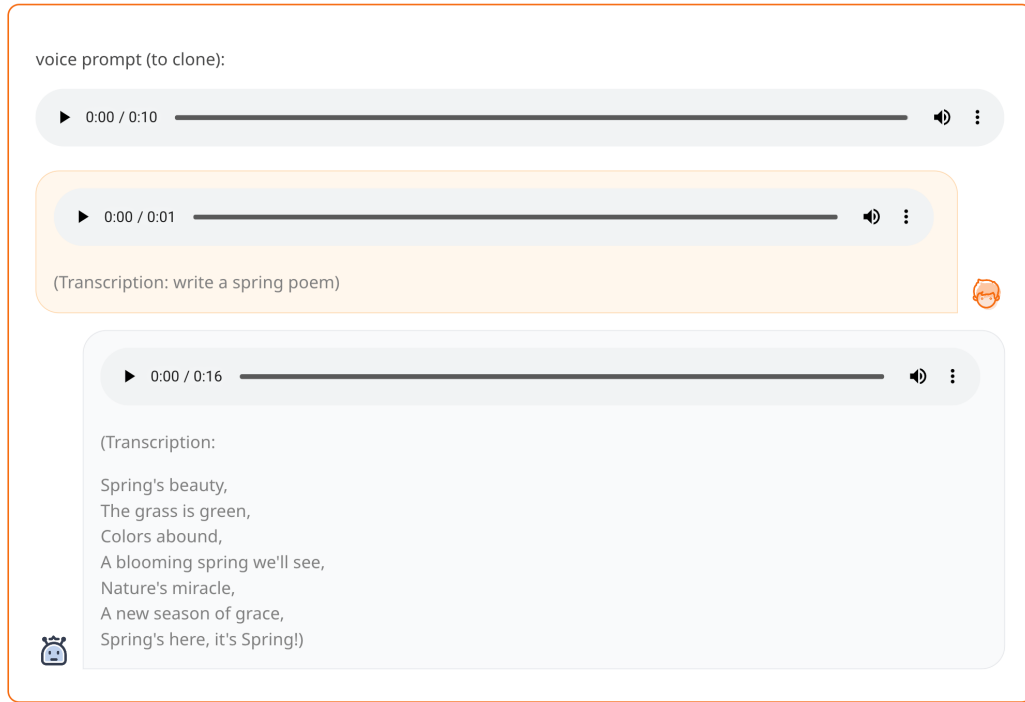 voice prompt (to clone):
0:00 / 0:10
0:00 / 0:01
(Transcription: write a spring poem)
0:00 / 0:16
(Transcription:
Spring's beauty,
The grass is green,
Colors abound,
A blooming spring we'll see,
Nature's miracle,
A new season of grace,
Spring's here, it's Spring!)